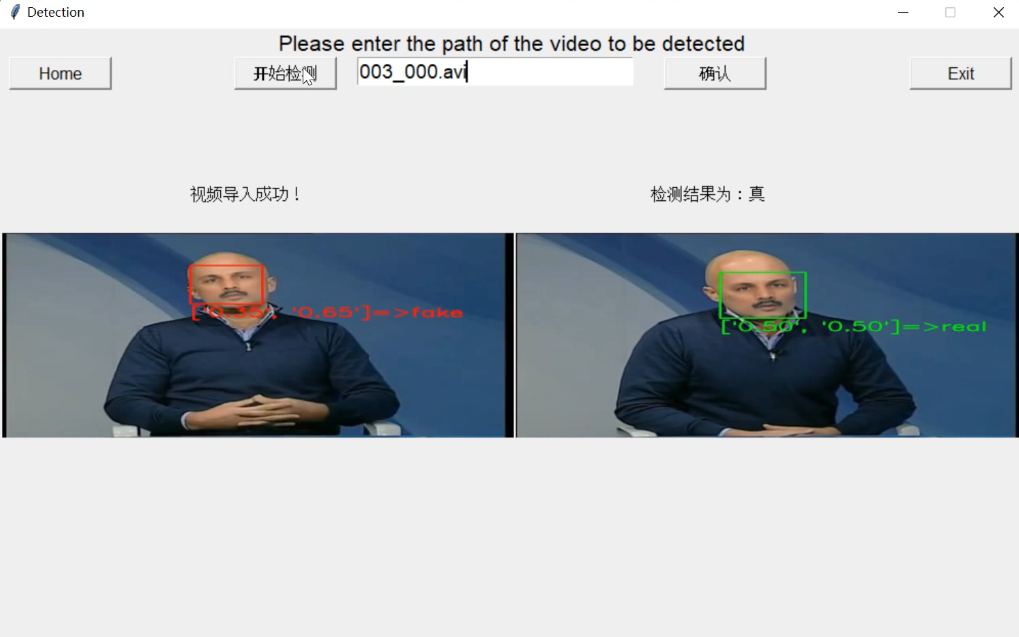 Detection
Please enter the path of the video to be detected
Home
开始检测
003_000.avi
确认
Exit
视频导入成功！
检测结果为：真
['0.35', '0.65']=>fake
['0.50', '0.50']=>real